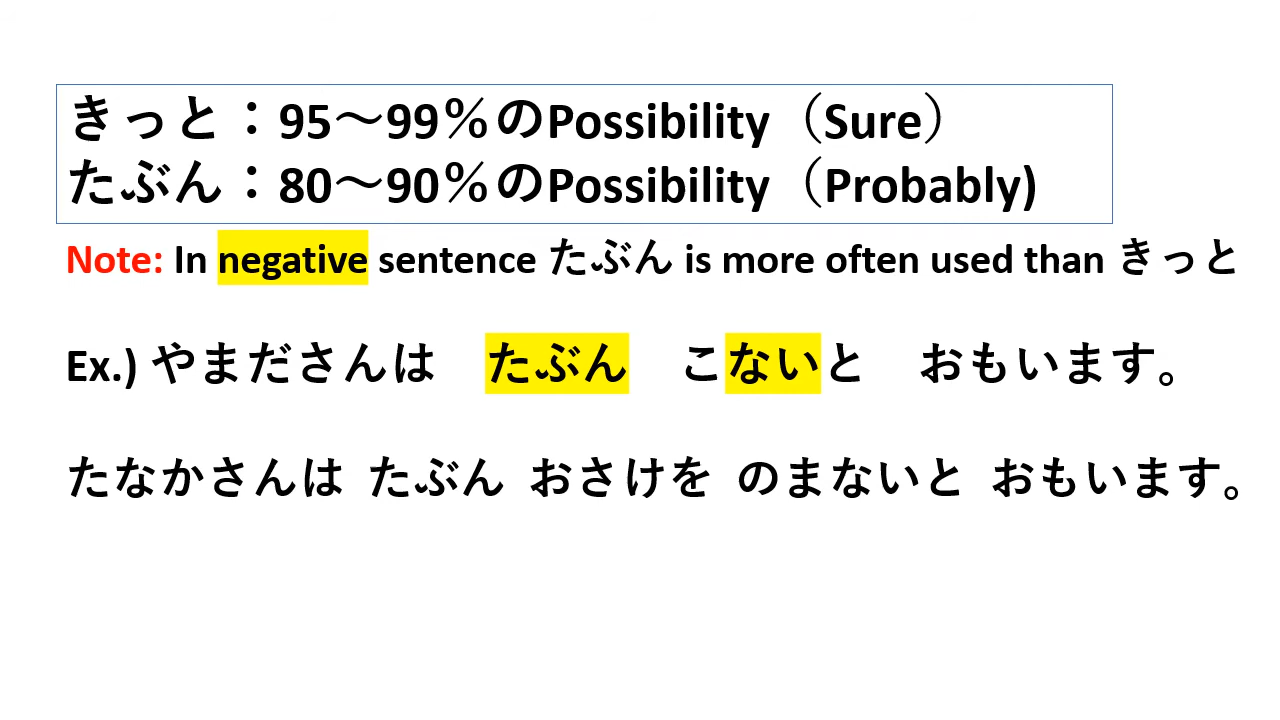 きっと：95～99％のPossibility（Sure）
たぶん：80～90％のPossibility（Probably)
Note: In negative sentence たぶん is more often used than きっと
Ex.) やまださんは　たぶん　こないと　おもいます。
たなかさんは たぶん おさけを のまないと おもいます。